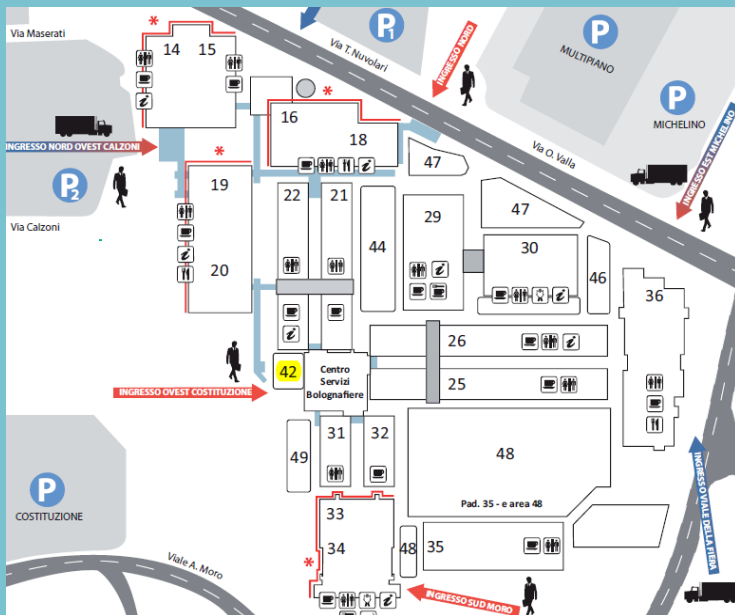 Via Maserati
14
15
P1
Via T. Nuvolari
INGRESSO NORD
P
MULTIPIANO
P
MICHELINO
INGRESSO EST MICHELINO
INGRESSO NORD OVEST CALZONI
16
18
47
Via O. Valla
P2
19
22
21
29
47
Via Calzoni
20
44
30
46
36
26
42
Centro
Servizi
Bolognafiere
25
INGRESSO OVEST COSTITUZIONE
31
32
49
48
Pad. 35 - e area 48
INGRESSO VIALE DELLA FIERA
P
COSTITUZIONE
33
34
48
35
Viale A. Moro
INGRESSO SUD MORO